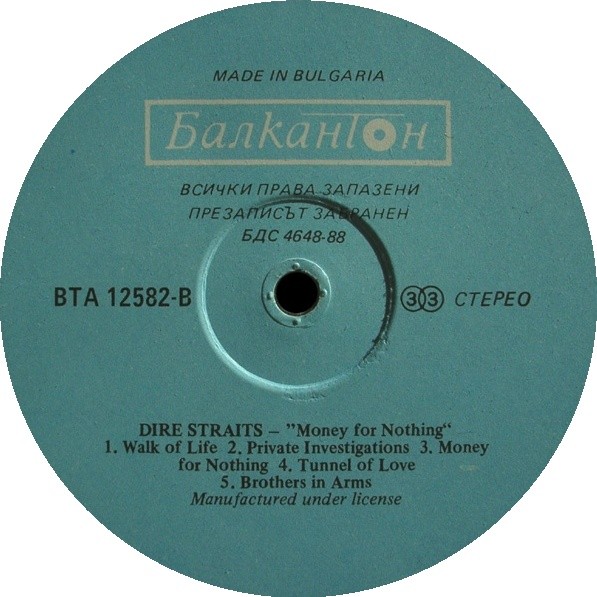 MADE IN BULGARIA
Балкантон
ВСИЧКИ ПРАВА ЗАПАЗЕНИ
ПРЕЗАПИСЪТ ЗАБРАНЕН
БДС 4648-88
ВТА 12582-В 33 СТЕРЕО
DIRE STRAITS – ”Money for Nothing“
1. Walk of Life 2. Private Investigations 3. Money
for Nothing 4. Tunnel of Love
5. Brothers in Arms
Manufactured under license